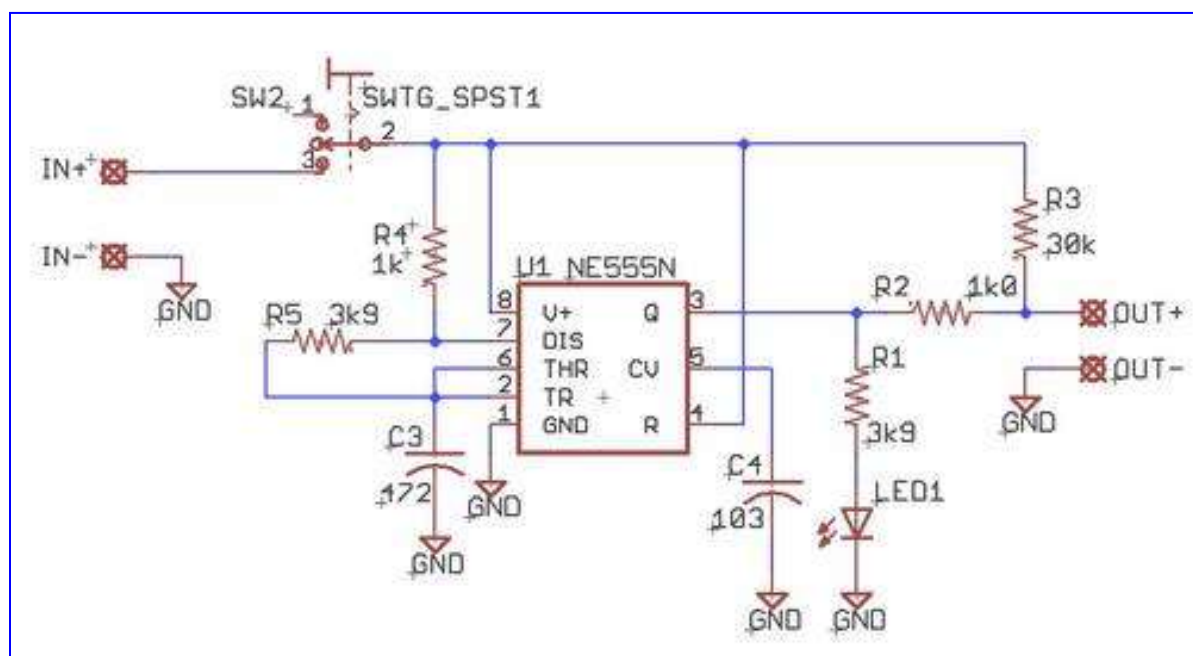 SW2
1
SWTG_SPST1
2
3
IN+
IN-
GND
R4
1k
R3
30k
U1 NE555N
R5 3k9
8 V+ Q 3
7 DIS
6 THR CV 5
2 TR
1 GND R 4
R2 1k0
OUT+
OUT-
GND
R1
3k9
C3
472
GND
GND
C4
103
LED1
GND
GND